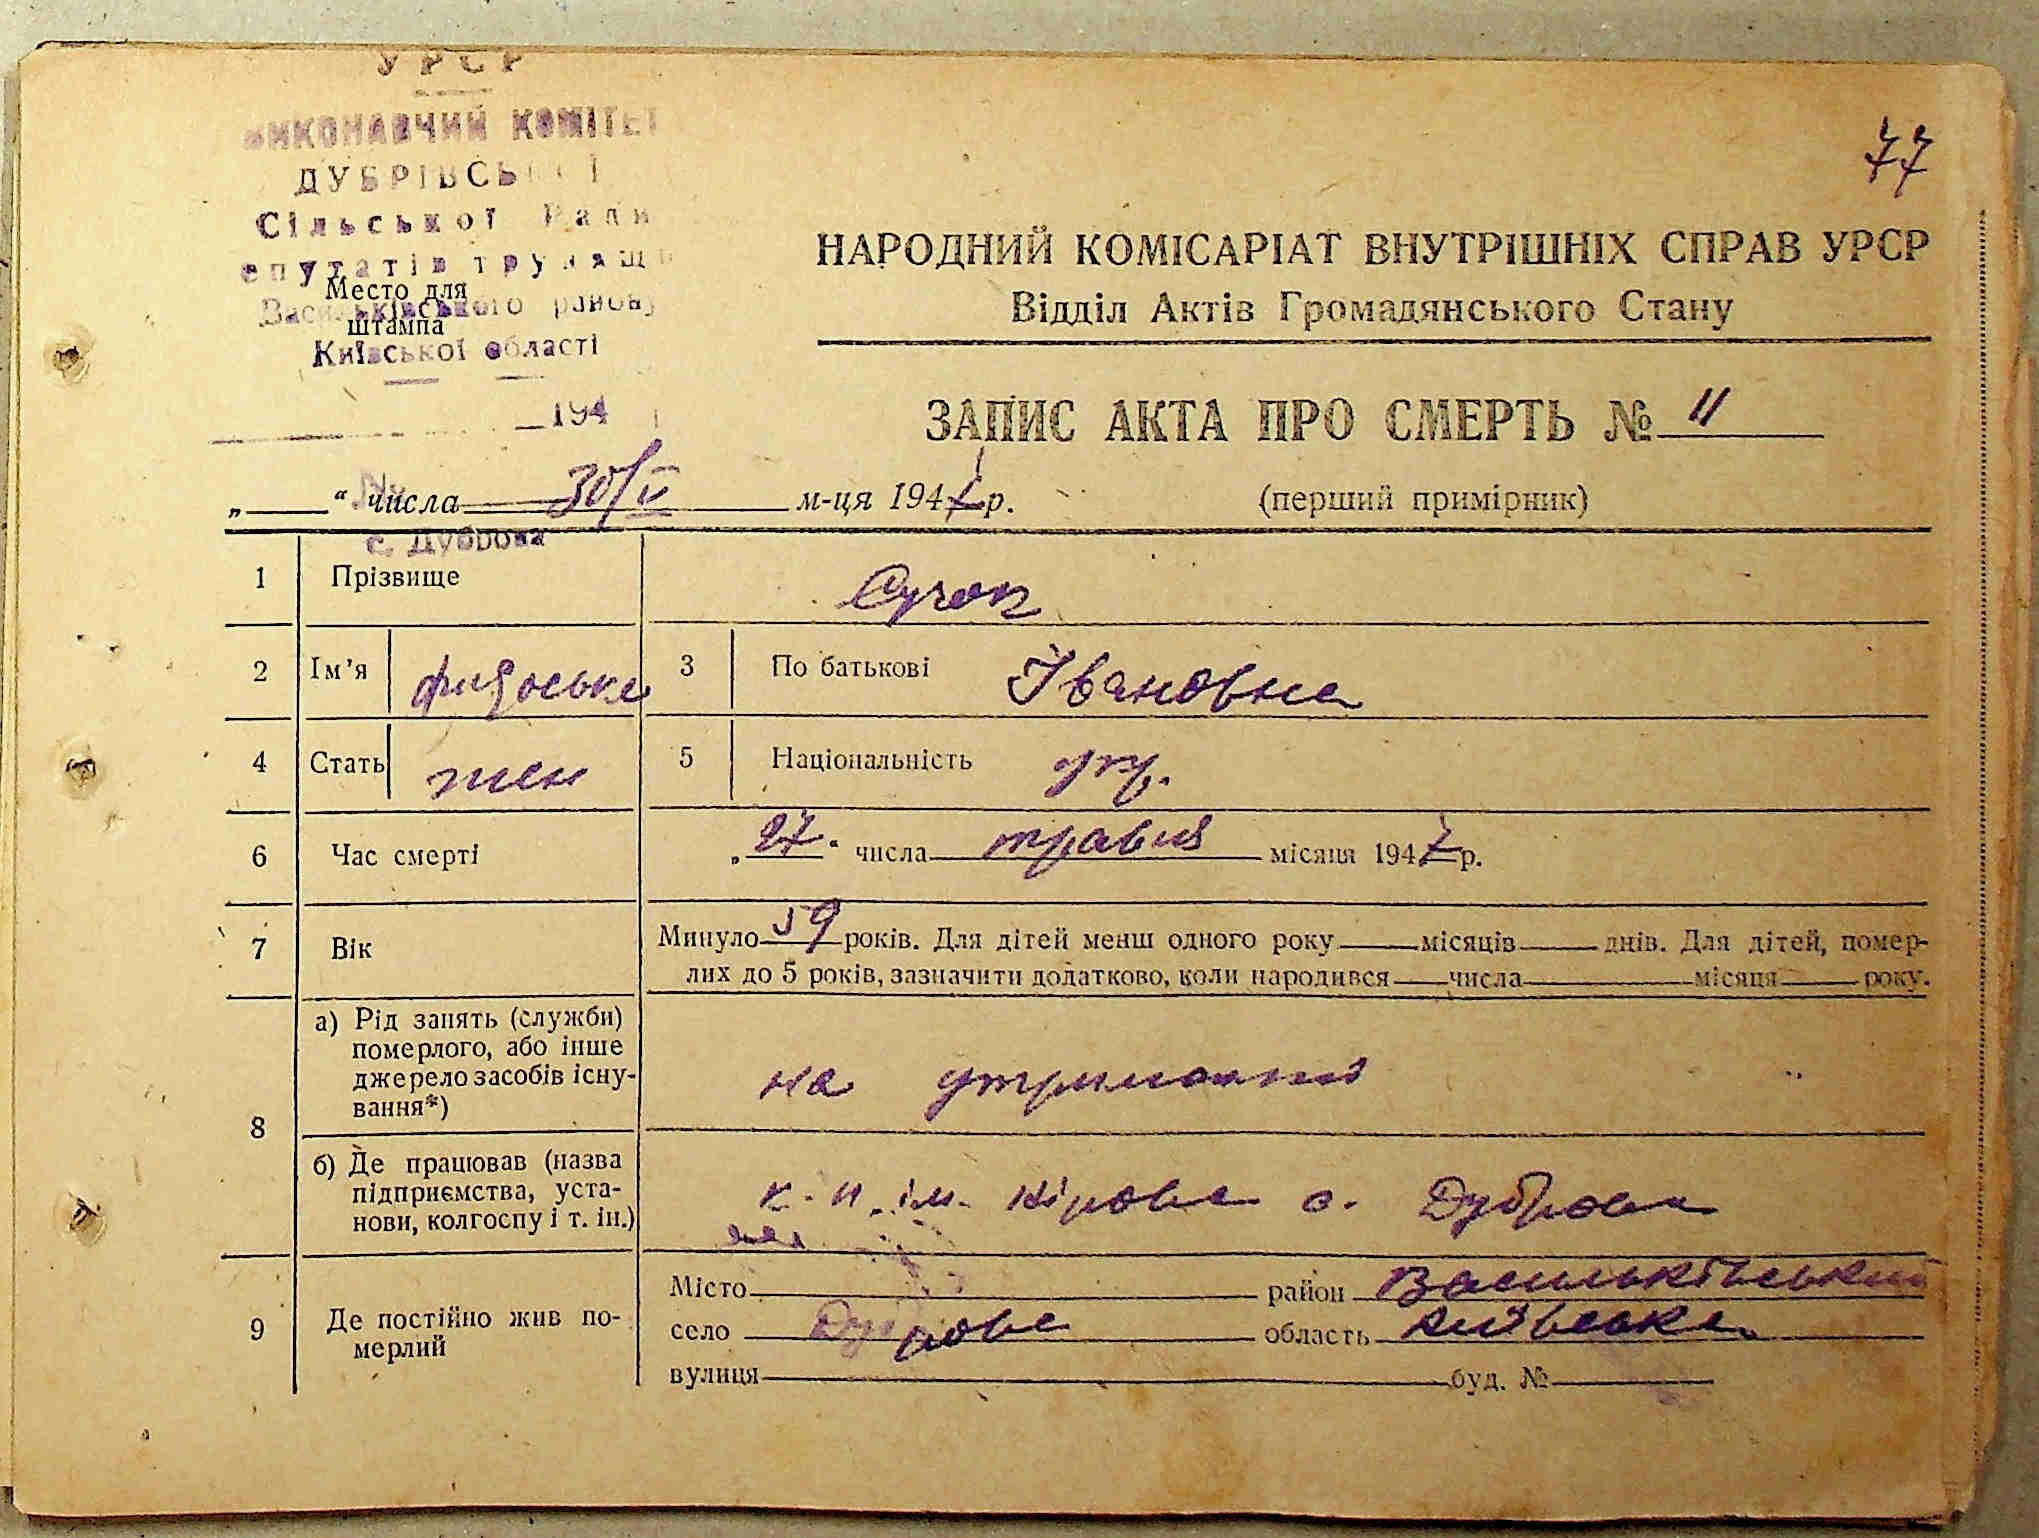 УРСР
ВИКОНАВЧИЙ КОМІТЕТ
ДУБРІВСЬКОЇ
Сільської Ради
епутатів трудящи
Васильківського району
Київської області
Место для
штампа
194
№
с. Дуброва
77
НАРОДНИЙ КОМІСАРІАТ ВНУТРІШНІХ СПРАВ УРСР
Відділ Актів Громадянського Стану
ЗАПИС АКТА ПРО СМЕРТЬ № 11
„ “ числа 30/V м-ця 1947 р. (перший примірник)
1 Прізвище Сучок
2 Ім’я 3 По батькові Івановна
4 Стать жен 5 Національність укр.
6 Час смерті „27“ числа травня місяця 1947 р.
7 Вік Минуло 59 років. Для дітей менш одного року місяців днів. Для дітей, помер-
лих до 5 років, зазначити додатково, коли народився числа місяця року.
8 а) Рід занять (служби)
померлого, або інше
джерело засобів існу-
вання*)
на утриманні
б) Де працював (назва
підприємства, уста-
нови, колгоспу і т. ін.)
к-п. ім. Кірова с. Дуброва
9 Де постійно жив по-
мерлий
Місто район Васильківський
село Дуброва область Київська
вулиця буд. №